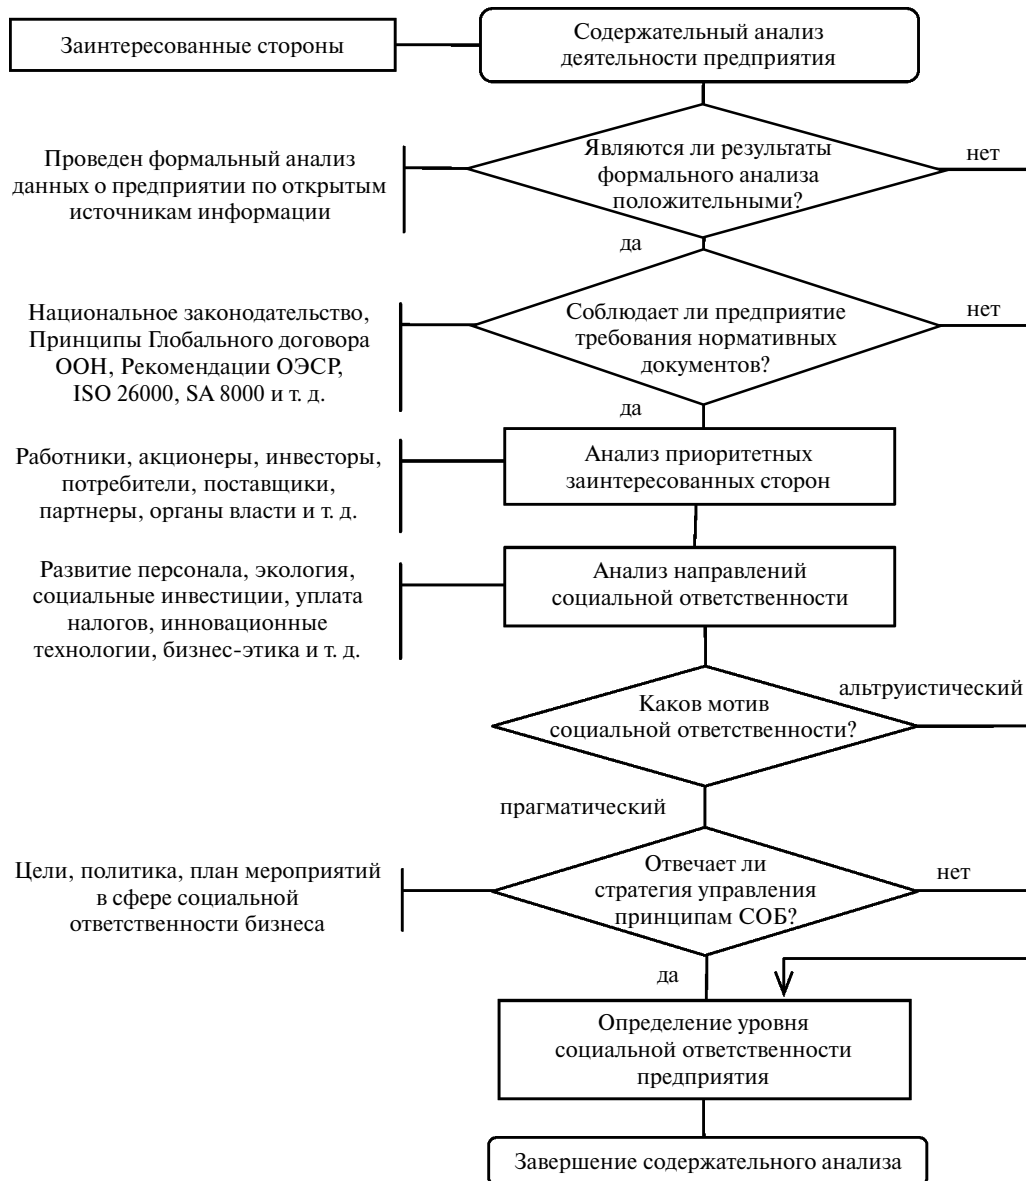 Заинтересованные стороны
Содержательный анализ
деятельности предприятия
Проведен формальный анализ
данных о предприятии по открытым
источникам информации
Являются ли результаты
формального анализа
положительными?
нет
да
Национальное законодательство,
Принципы Глобального договора
ООН, Рекомендации ОЭСР,
ISO 26000, SA 8000 и т. д.
Соблюдает ли предприятие
требования нормативных
документов?
нет
да
Работники, акционеры, инвесторы,
потребители, поставщики,
партнеры, органы власти и т. д.
Анализ приоритетных
заинтересованных сторон
Развитие персонала, экология,
социальные инвестиции, уплата
налогов, инновационные
технологии, бизнес-этика и т. д.
Анализ направлений
социальной ответственности
Каков мотив
социальной ответственности?
альтруистический
прагматический
Цели, политика, план мероприятий
в сфере социальной
ответственности бизнеса
Отвечает ли
стратегия управления
принципам СОБ?
нет
да
Определение уровня
социальной ответственности
предприятия
Завершение содержательного анализа